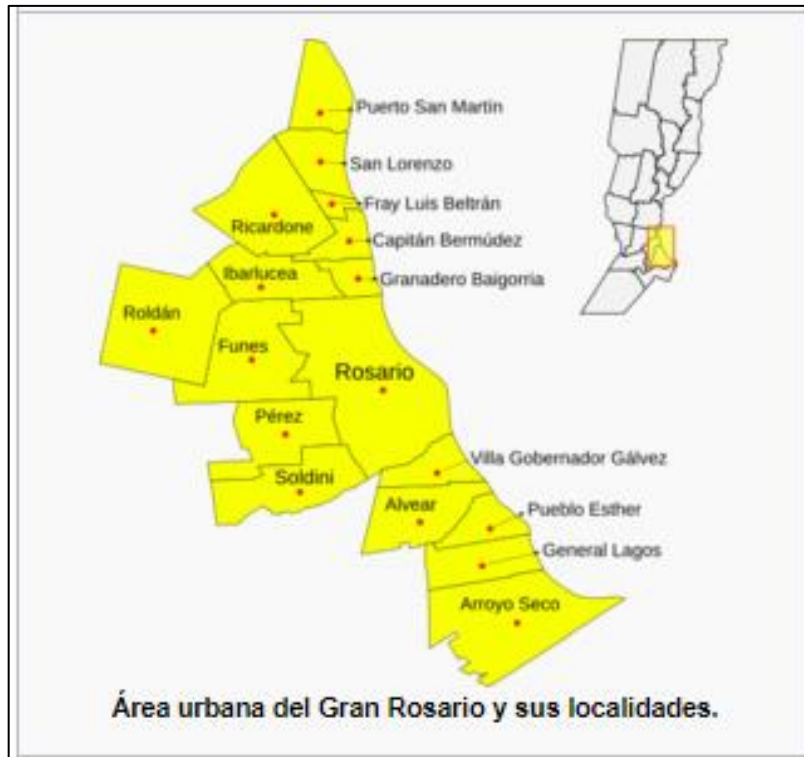 Puerto San Martín
San Lorenzo
Fray Luis Beltrán
Ricardone
Capitán Bermúdez
Ibarlucea
Granadero Baigorria
Roldán
Funes
Rosario
Pérez
Villa Gobernador Gálvez
Soldini
Alvear
Pueblo Esther
General Lagos
Arroyo Seco
Área urbana del Gran Rosario y sus localidades.